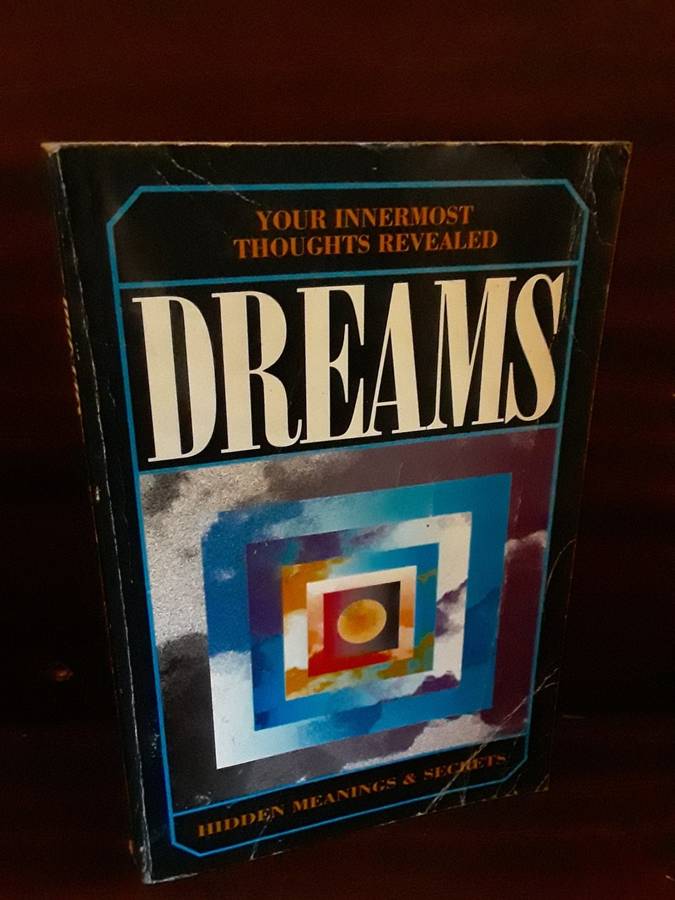 YOUR INNERMOST
THOUGHTS REVEALED
DREAMS
HIDDEN MEANINGS & SECRETS